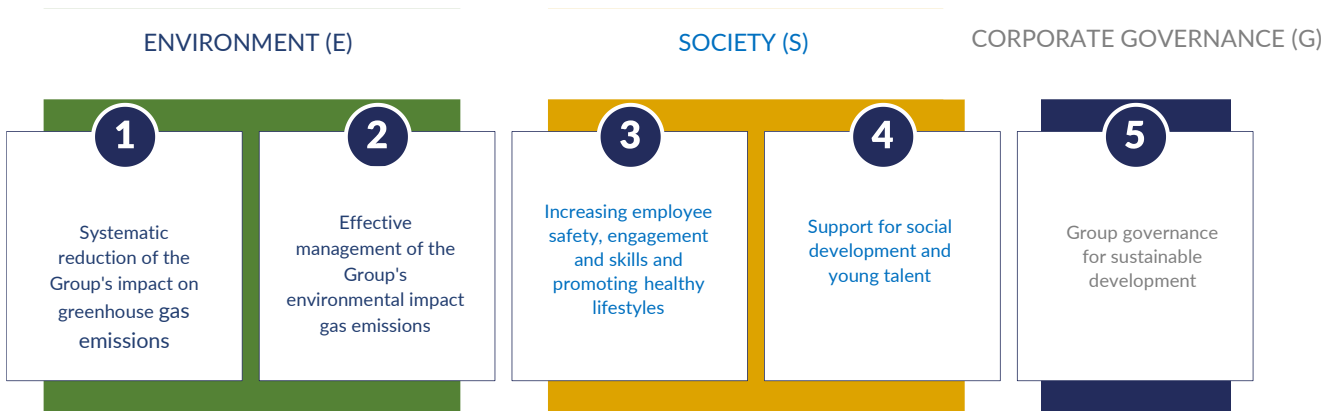 ENVIRONMENT (E)
SOCIETY (S)
CORPORATE GOVERNANCE (G)
1
Systematic
reduction of the
Group's impact on
greenhouse gas
emissions
2
Effective
management of the
Group's
environmental impact
gas emissions
3
Increasing employee
safety, engagement
and skills and
promoting healthy
lifestyles
4
Support for social
development and
young talent
5
Group governance
for sustainable
development